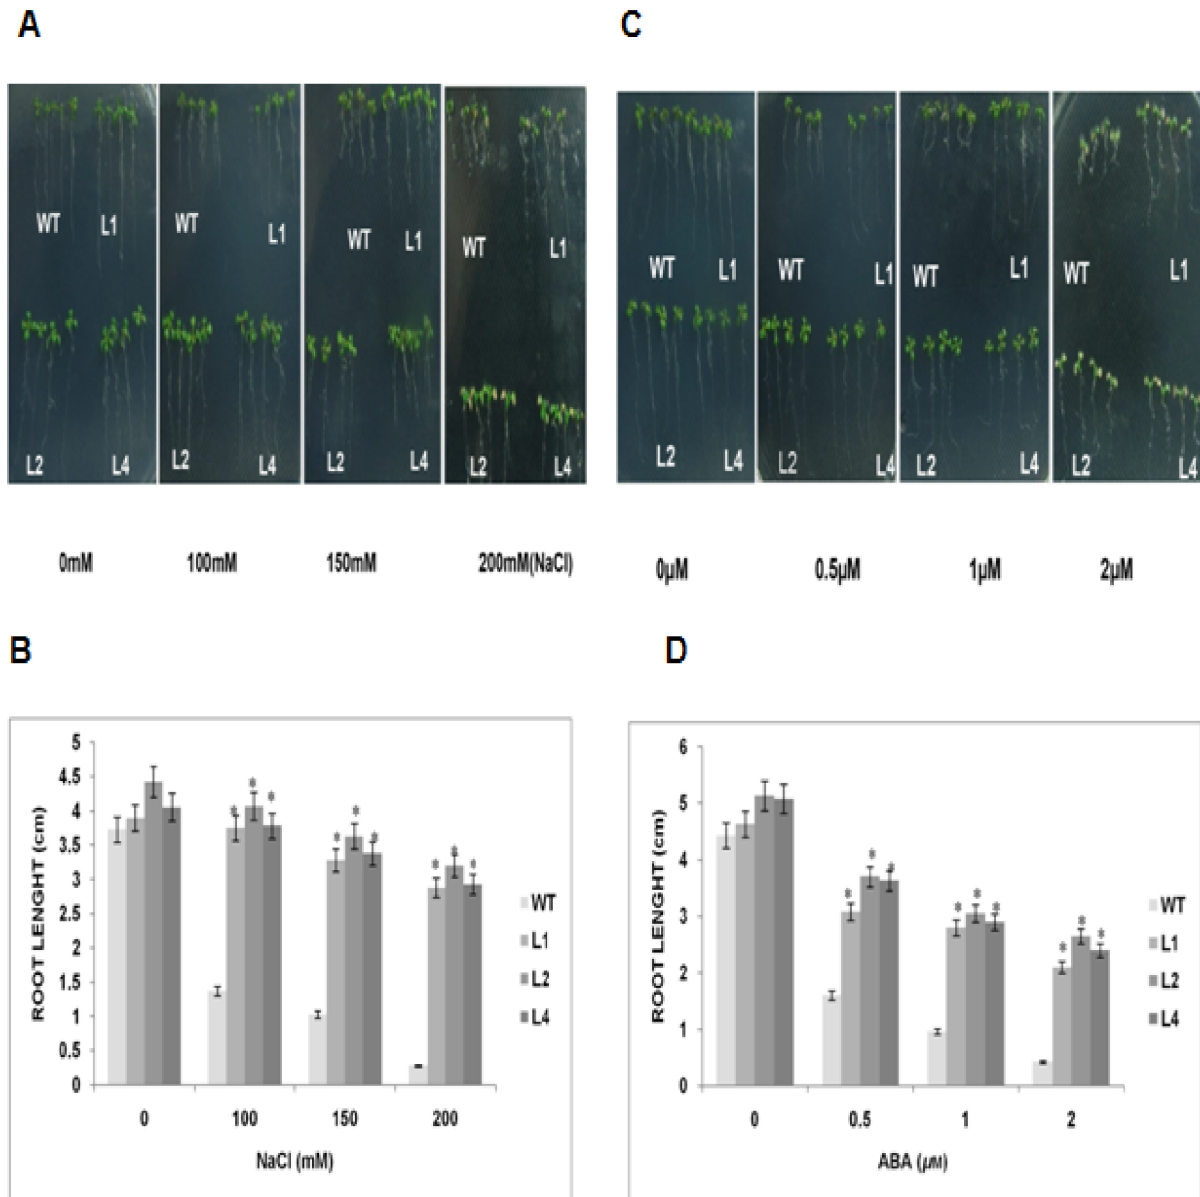 A
C
WT L1 WT L1 WT L1 WT L1
L2 L4 L2 L4 L2 L4 L2 L4
0mM 100mM 150mM 200mM(NaCl)
WT L1 WT L1 WT L1 WT L1
L2 L4 L2 L4 L2 L4 L2 L4
0µM 0.5µM 1µM 2µM
B
5
4.5
4
3.5
3
2.5
2
1.5
1
0.5
0
ROOT LENGHT (cm)
* * *
* * *
* * *
0 100 150 200
NaCl (mM)
WT
L1
L2
L4
D
6
5
4
3
2
1
0
ROOT LENGHT (cm)
* * *
* * *
* * *
0 0.5 1 2
ABA (µM)
WT
L1
L2
L4